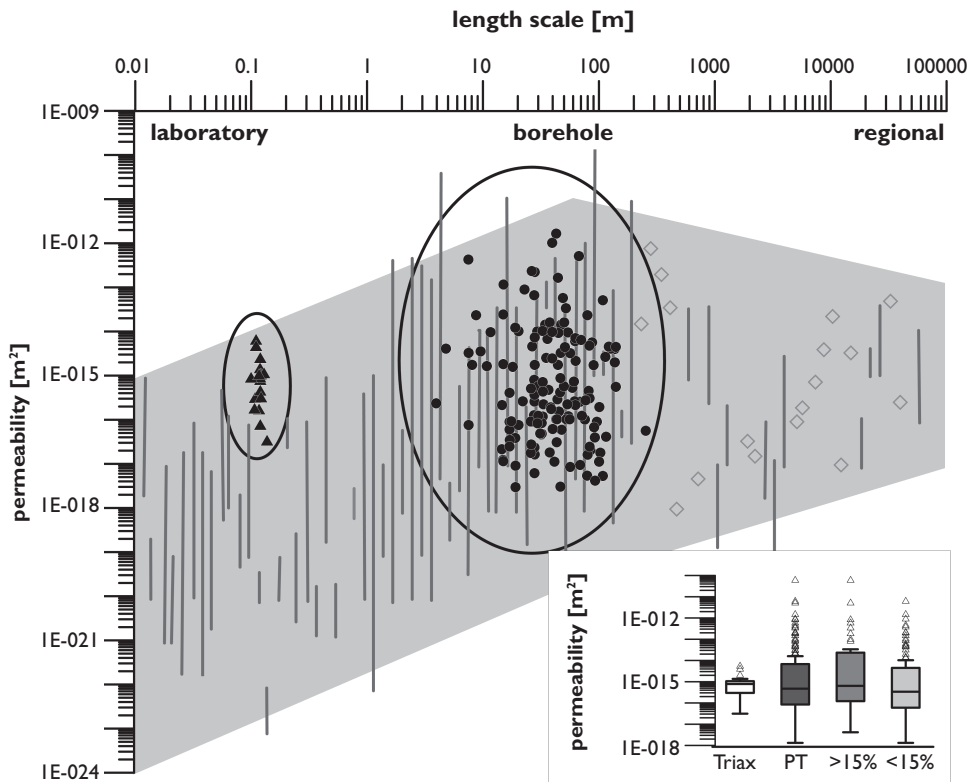 length scale [m]
0.01 0.1 1 10 100 1000 10000 100000
1E-009
laboratory borehole regional
1E-012
1E-015
1E-018
1E-021
1E-024
permeability [m²]
permeability [m²]
1E-012
1E-015
1E-018
Triax PT >15% <15%